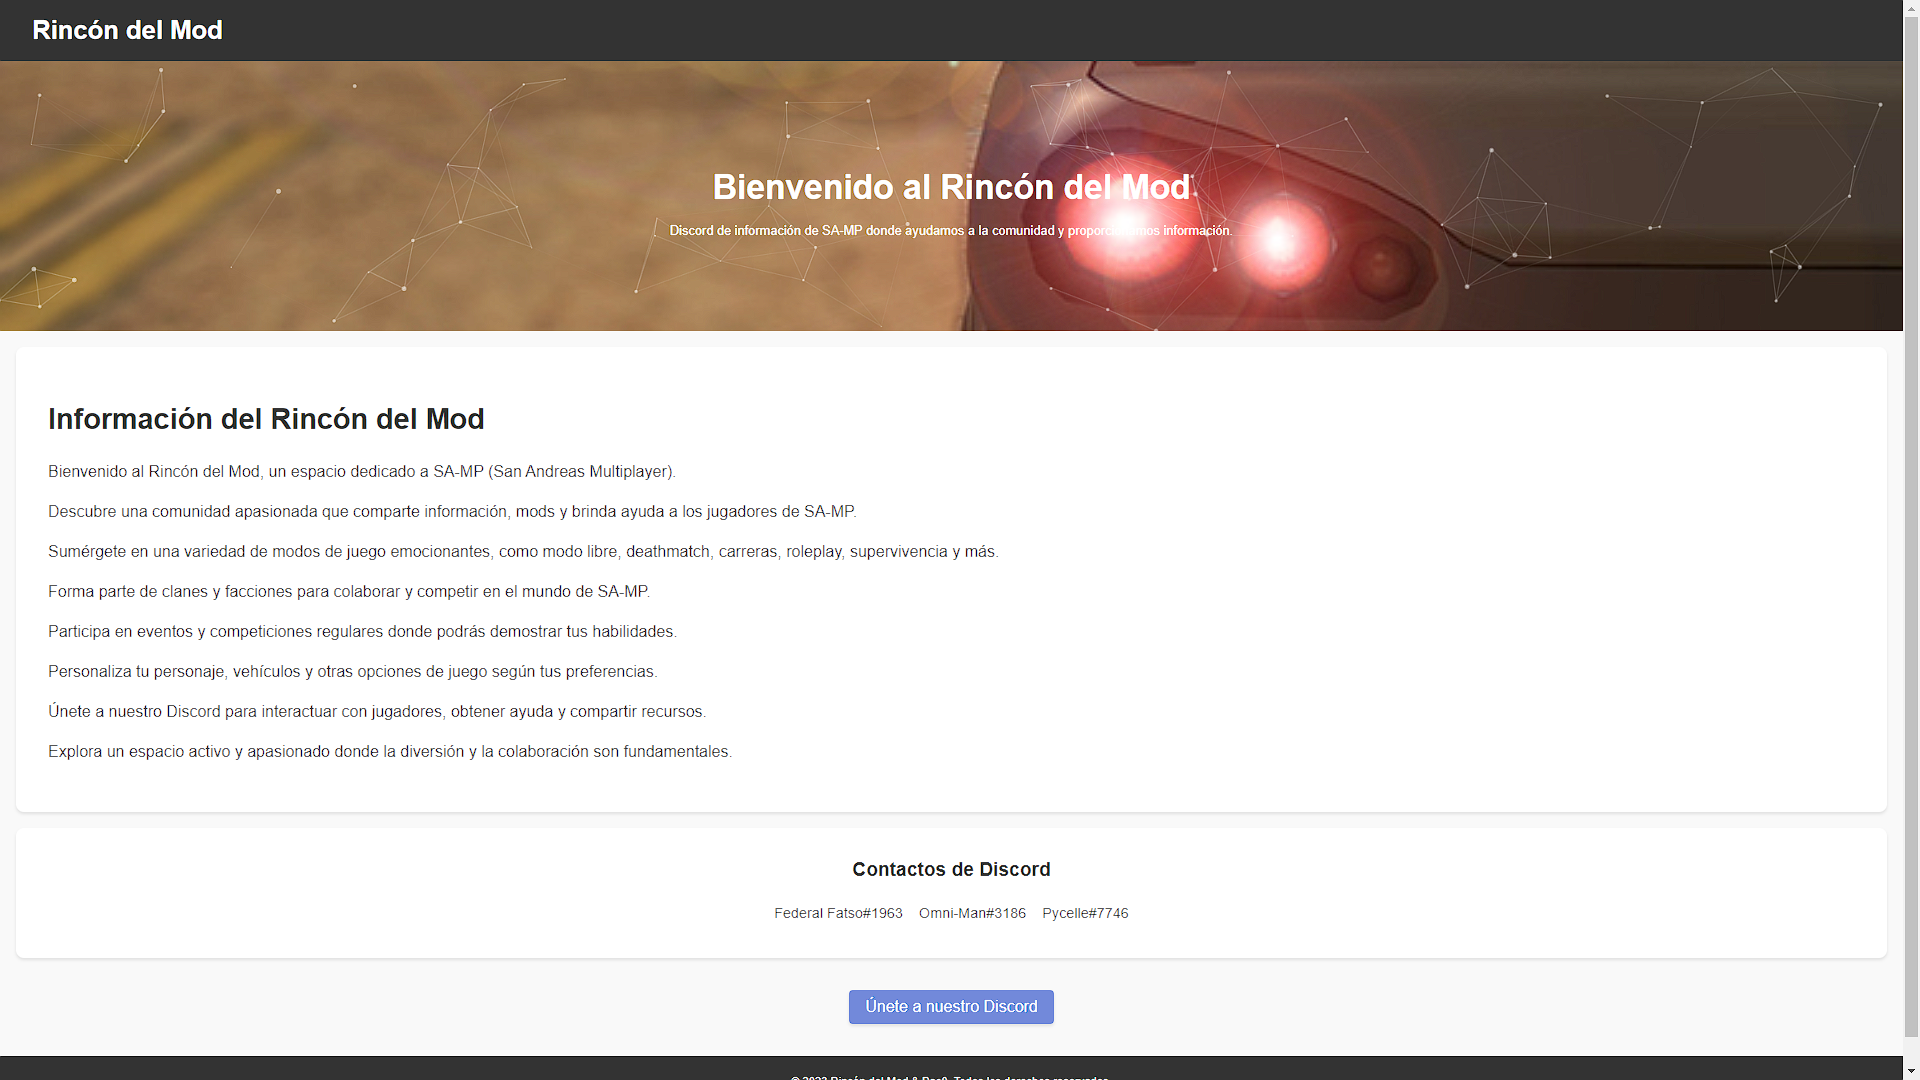 Rincón del Mod
Bienvenido al Rincón del Mod
Discord de información de SA-MP donde ayudamos a la comunidad y proporcionamos información.
Información del Rincón del Mod
Bienvenido al Rincón del Mod, un espacio dedicado a SA-MP (San Andreas Multiplayer).
Descubre una comunidad apasionada que comparte información, mods y brinda ayuda a los jugadores de SA-MP.
Sumérgete en una variedad de modos de juego emocionantes, como modo libre, deathmatch, carreras, roleplay, supervivencia y más.
Forma parte de clanes y facciones para colaborar y competir en el mundo de SA-MP.
Participa en eventos y competiciones regulares donde podrás demostrar tus habilidades.
Personaliza tu personaje, vehículos y otras opciones de juego según tus preferencias.
Únete a nuestro Discord para interactuar con jugadores, obtener ayuda y compartir recursos.
Explora un espacio activo y apasionado donde la diversión y la colaboración son fundamentales.
Contactos de Discord
Federal Fatso#1963 Omni-Man#3186 Pycelle#7746
Únete a nuestro Discord
Rincón del Mod & Todos los derechos reservados.